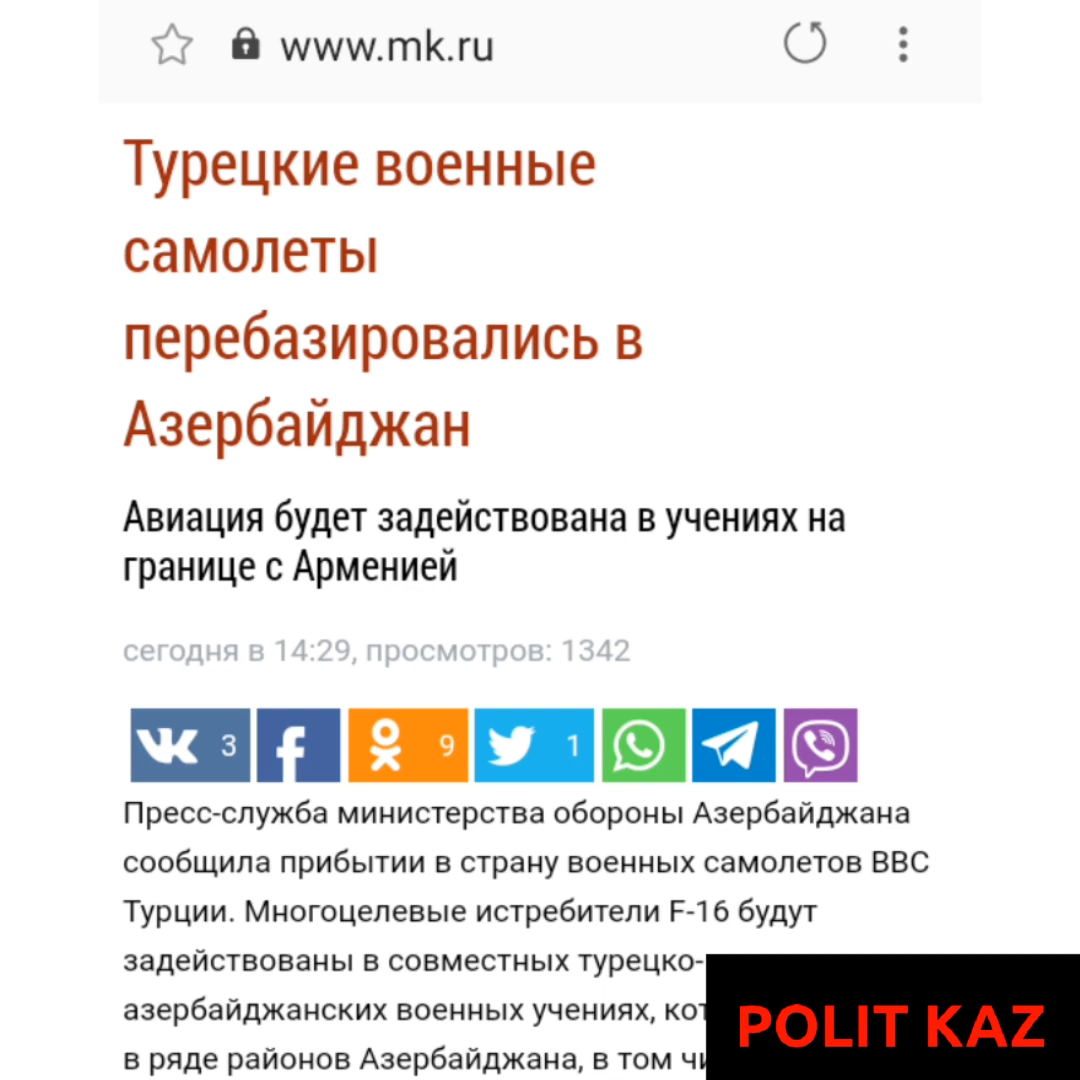 www.mk.ru
Турецкие военные
самолеты
перебазировались в
Азербайджан
Авиация будет задействована в учениях на
границе с Арменией
сегодня в 14:29, просмотров: 1342
3 9 1
Пресс-служба министерства обороны Азербайджана
сообщила прибытии в страну военных самолетов ВВС
Турции. Многоцелевые истребители F-16 будут
задействованы в совместных турецко-
азербайджанских военных учениях,
в ряде районов Азербайджана, в том
POLIT KAZ